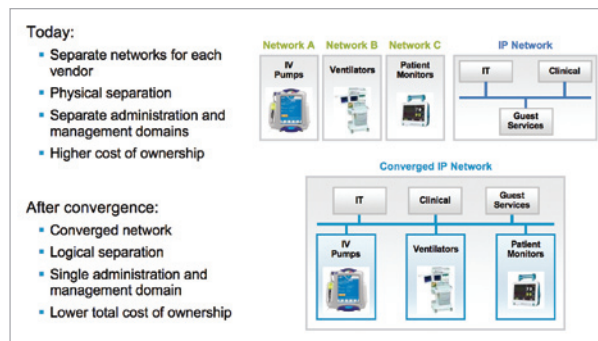 Today:
▪ Separate networks for each
vendor
▪ Physical separation
▪ Separate administration and
management domains
▪ Higher cost of ownership
Network A
Network B
Network C
IP Network
IV
Pumps
Ventilators
Patient
Monitors
IT
Clinical
Guest
Services
After convergence:
▪ Converged network
▪ Logical separation
▪ Single administration and
management domain
▪ Lower total cost of ownership
Converged IP Network
IT
Clinical
Guest
Services
IV
Pumps
Ventilators
Patient
Monitors